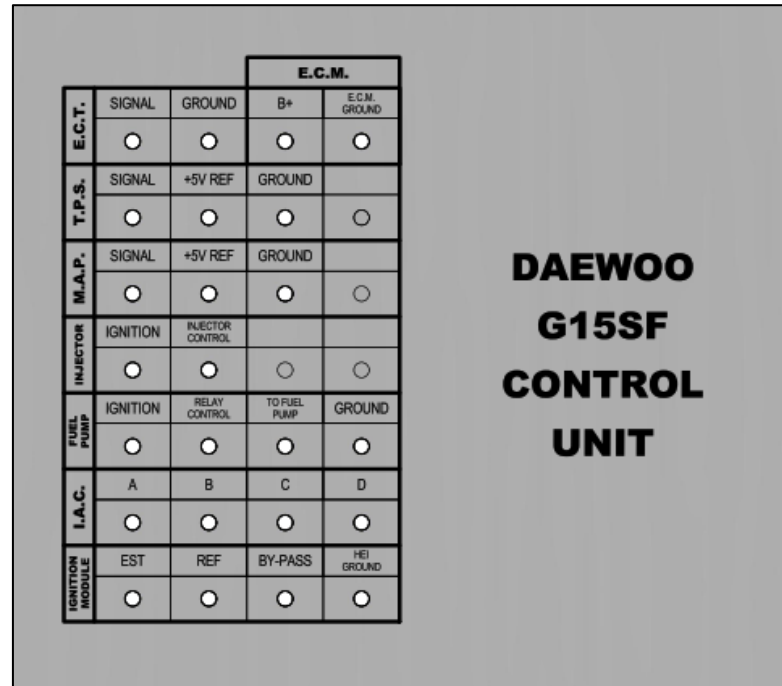 E.C.M.
E.C.T.
SIGNAL GROUND B+ E.C.M. GROUND
T.P.S.
SIGNAL +5V REF GROUND
M.A.P.
SIGNAL +5V REF GROUND
INJECTOR
IGNITION INJECTOR CONTROL
FUEL PUMP
IGNITION RELAY CONTROL TO FUEL PUMP GROUND
I.A.C.
A B C D
IGNITION MODULE
EST REF BY-PASS HEI GROUND
DAEWOO
G15SF
CONTROL
UNIT